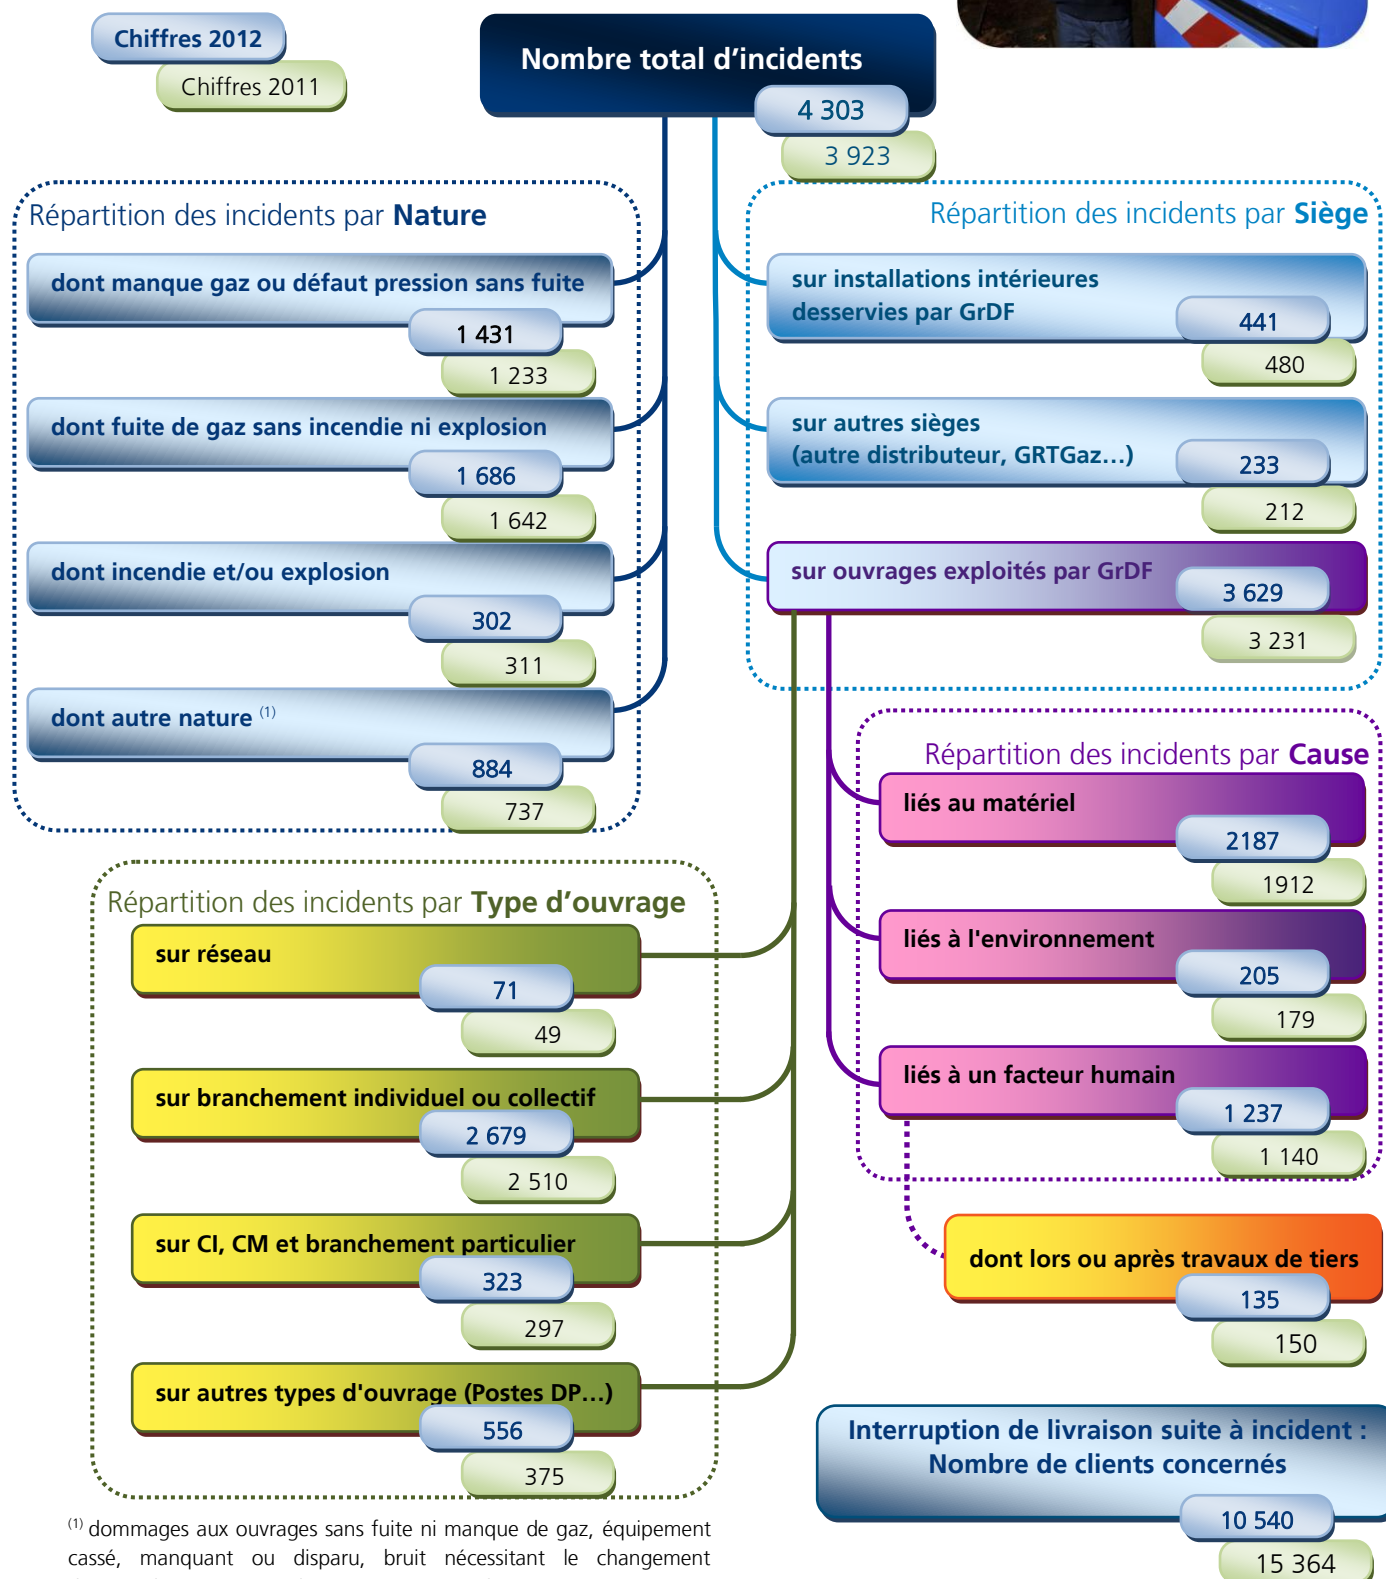 Chiffres 2012
Chiffres 2011
Nombre total d'incidents
4 303
3 923
Répartition des incidents par Nature
dont manque gaz ou défaut pression sans fuite
1 431
1 233
dont fuite de gaz sans incendie ni explosion
1 686
1 642
dont incendie et/ou explosion
302
311
dont autre nature (1)
884
737
Répartition des incidents par Siège
sur installations intérieures
desservies par GrDF
441
480
sur autres sièges
(autre distributeur, GRTGaz…)
233
212
sur ouvrages exploités par GrDF
3 629
3 231
Répartition des incidents par Cause
liés au matériel
2187
1912
liés à l'environnement
205
179
liés à un facteur humain
1 237
1 140
dont lors ou après travaux de tiers
135
150
Répartition des incidents par Type d'ouvrage
sur réseau
71
49
sur branchement individuel ou collectif
2 679
2 510
sur CI, CM et branchement particulier
323
297
sur autres types d'ouvrage (Postes DP…)
556
375
Interruption de livraison suite à incident :
Nombre de clients concernés
10 540
15 364
(1) dommages aux ouvrages sans fuite ni manque de gaz, équipement
cassé, manquant ou disparu, bruit nécessitant le changement